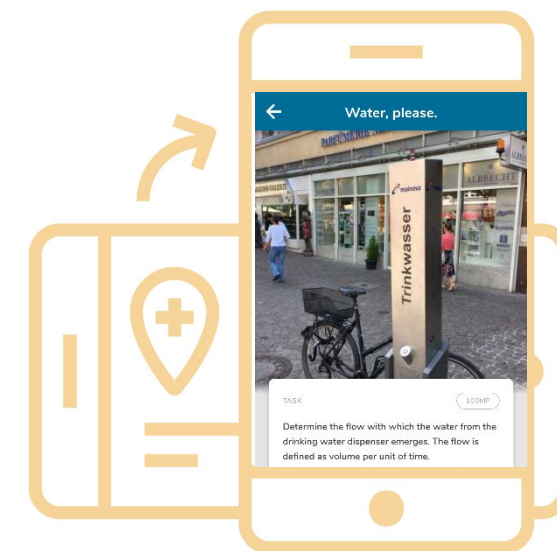 Water, please.
PARFÜMERIE
ALBRECHT
mainova
Trinkwasser
TASK
100MP
Determine the flow with which the water from the
drinking water dispenser emerges. The flow is
defined as volume per unit of time.